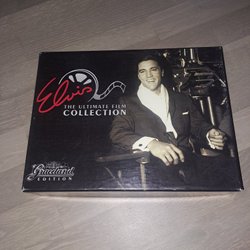 Elvis
THE ULTIMATE FILM
COLLECTION
Graceland
EDITION